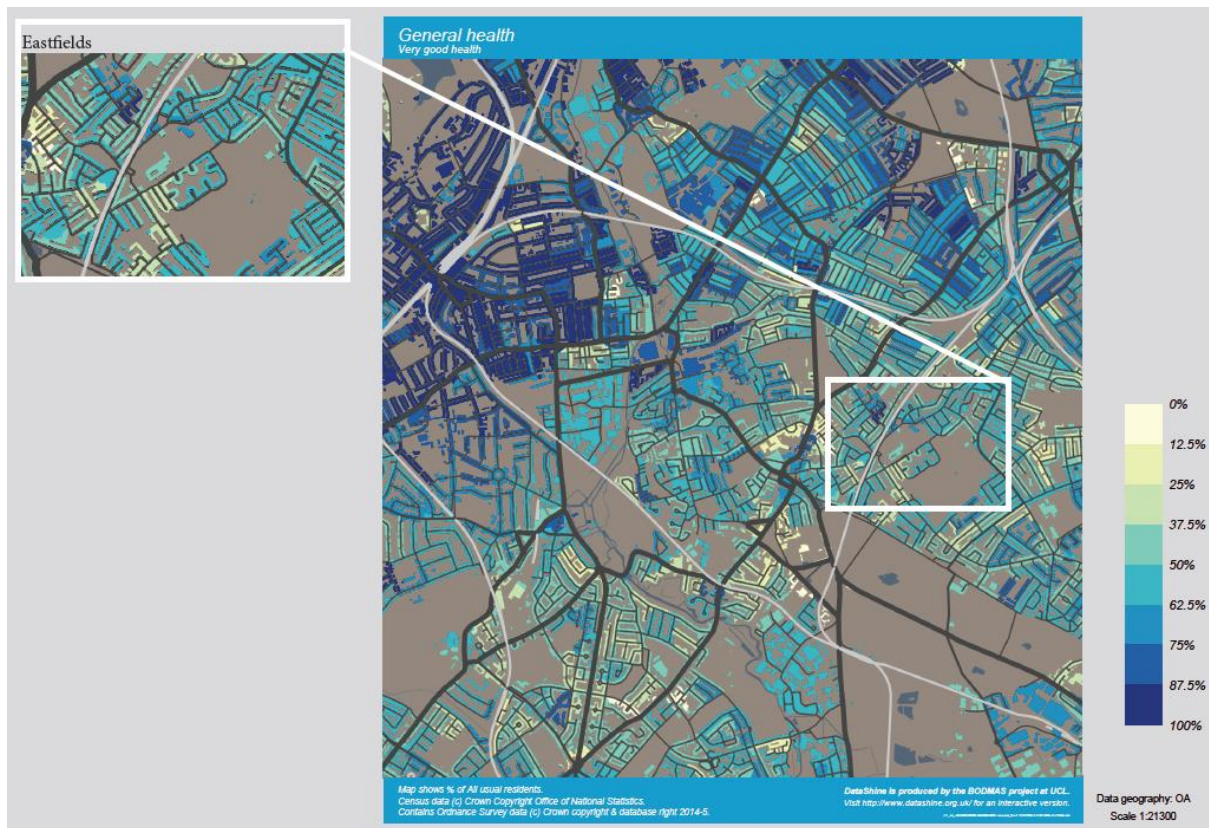 Eastfields
General health
Very good health
0%
12.5%
25%
37.5%
50%
62.5%
75%
87.5%
100%
Map shows % of All usual residents.
Census data (c) Crown Copyright Office of National Statistics.
Contains Ordnance Survey data (c) Crown copyright & database right 2014-5.
DataShine is produced by the BODMAS project at UCL.
Visit http://www.datashine.org.uk/ for an interactive version.
Data geography: OA
Scale 1:21300